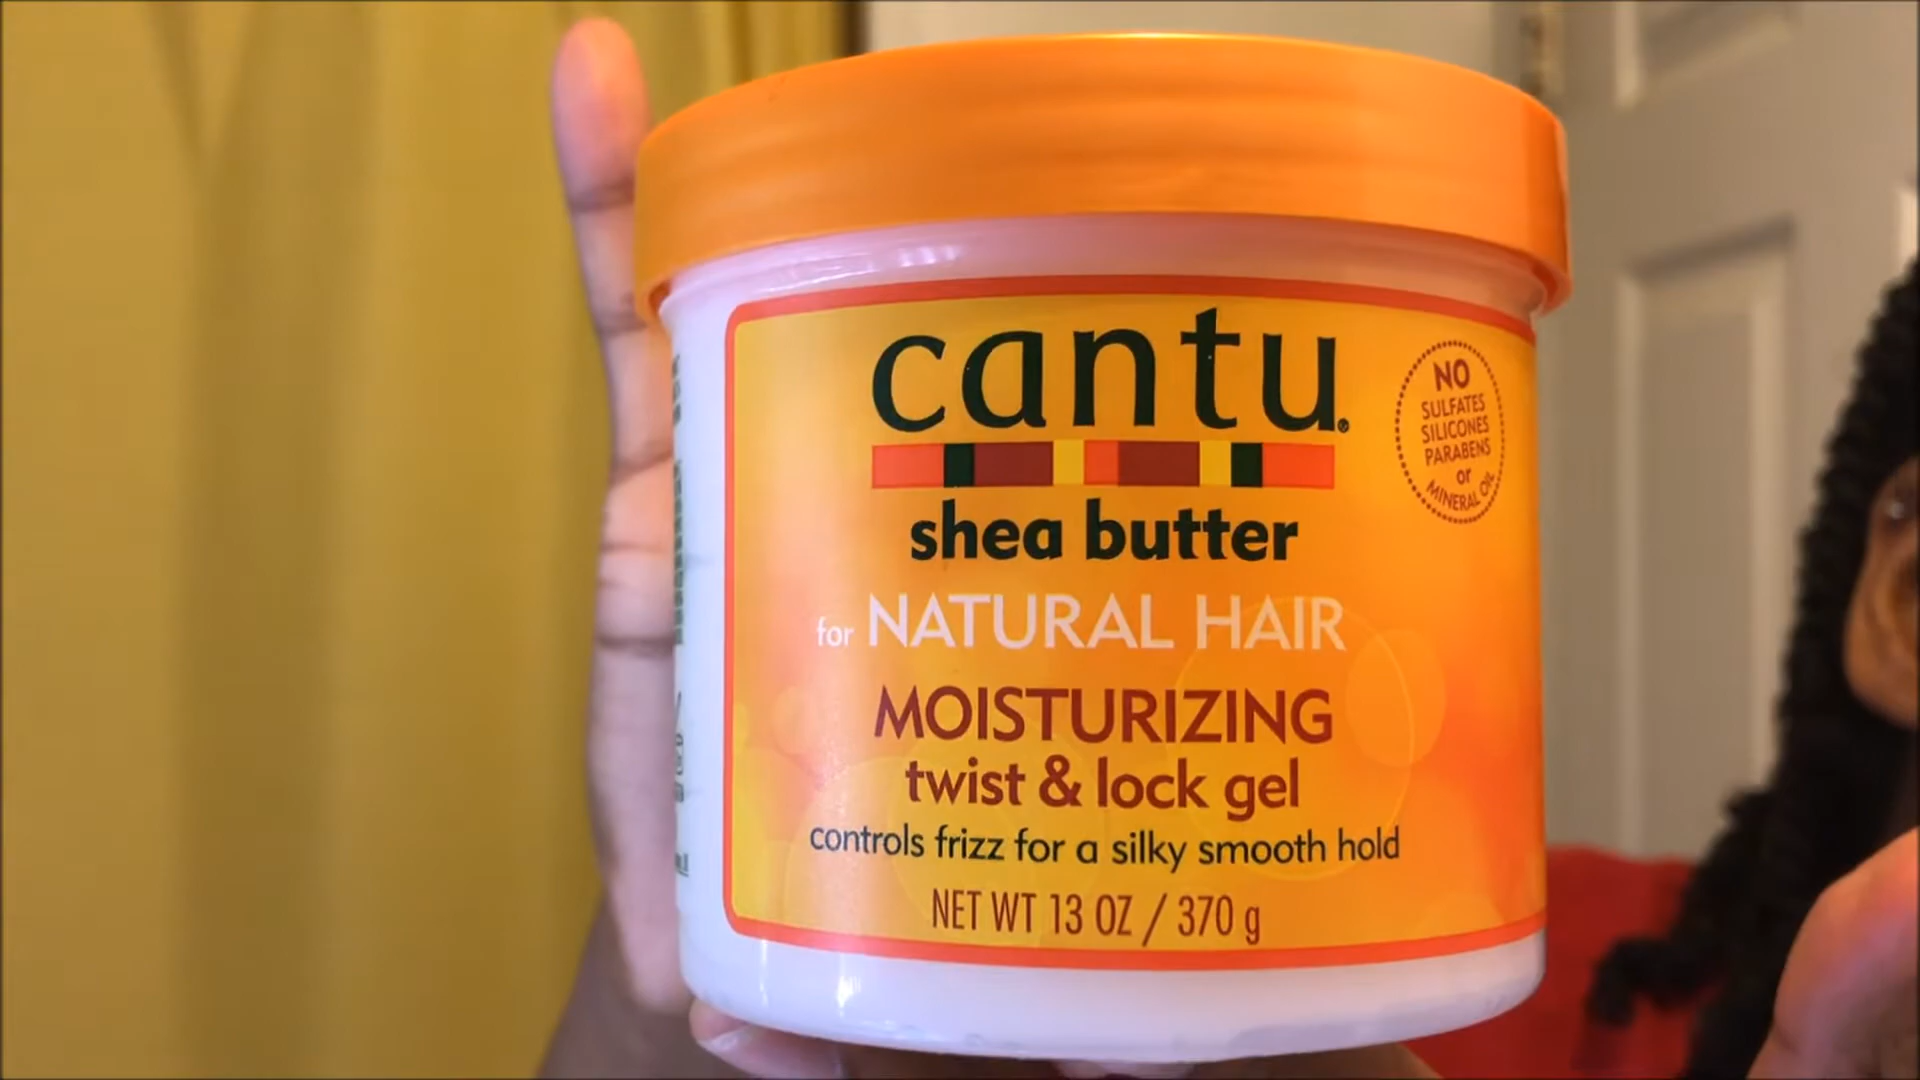 cantu®
shea butter
for NATURAL HAIR
MOISTURIZING
twist & lock gel
controls frizz for a silky smooth hold
NET WT 13 OZ / 370 g
NO
SULFATES
SILICONES
PARABENS
or
MINERAL OIL